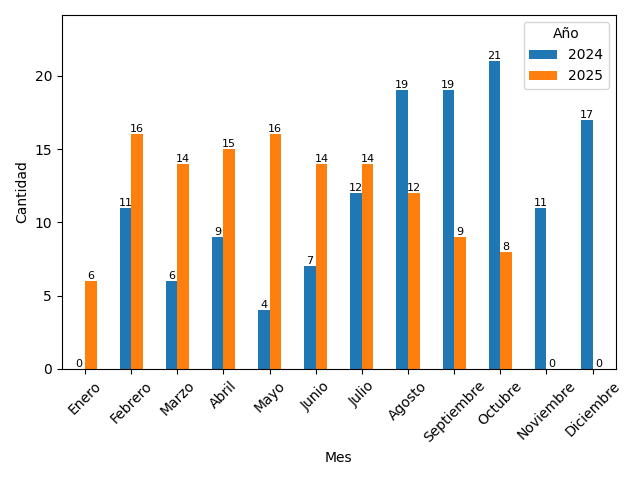 Año
2024
2025
Cantidad
20
15
10
5
0
0 6 11 16 6 14 9 15 4 16 7 14 12 14 19 12 19 9 21 8 11 0 17 0
Enero Febrero Marzo Abril Mayo Junio Julio Agosto Septiembre Octubre Noviembre Diciembre
Mes